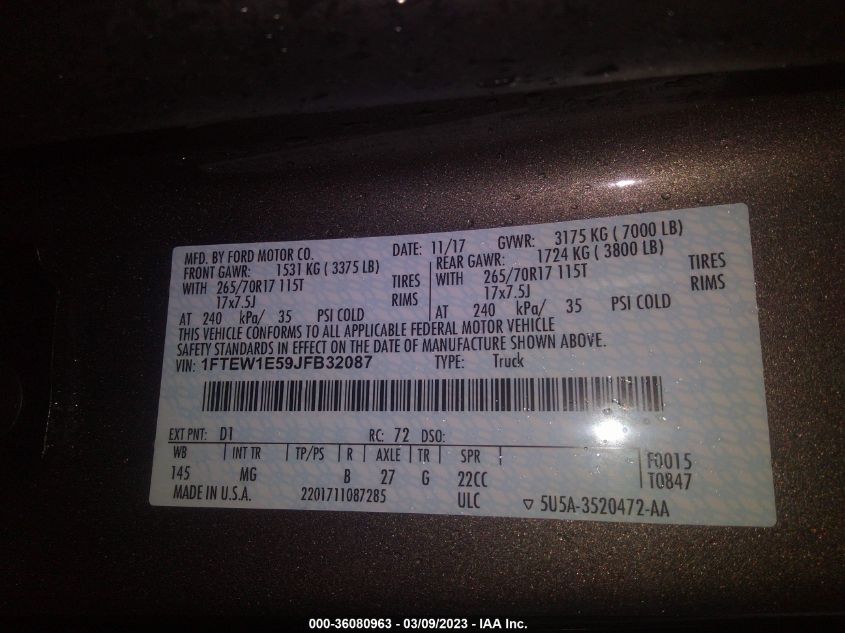 MFD. BY FORD MOTOR CO. DATE: 11/17 GVWR: 3175 KG ( 7000 LB)
FRONT GAWR: 1531 KG ( 3375 LB) REAR GAWR: 1724 KG ( 3800 LB)
WITH 265/70R17 115T TIRES WITH 265/70R17 115T TIRES
17x7.5J RIMS 17x7.5J RIMS
AT 240 kPa/ 35 PSI COLD AT 240 kPa/ 35 PSI COLD
THIS VEHICLE CONFORMS TO ALL APPLICABLE FEDERAL MOTOR VEHICLE
SAFETY STANDARDS IN EFFECT ON THE DATE OF MANUFACTURE SHOWN ABOVE.
VIN: 1FTEW1E59JFB32087 TYPE: Truck
EXT PNT: D1 RC: 72 DSO:
WB INT TR TP/PS R AXLE TR SPR F0015
145 MG B 27 G 22CC T0847
MADE IN U.S.A. 2201711087285 ULC ▽ 5U5A-3520472-AA
000-36080963 - 03/09/2023 - IAA Inc.